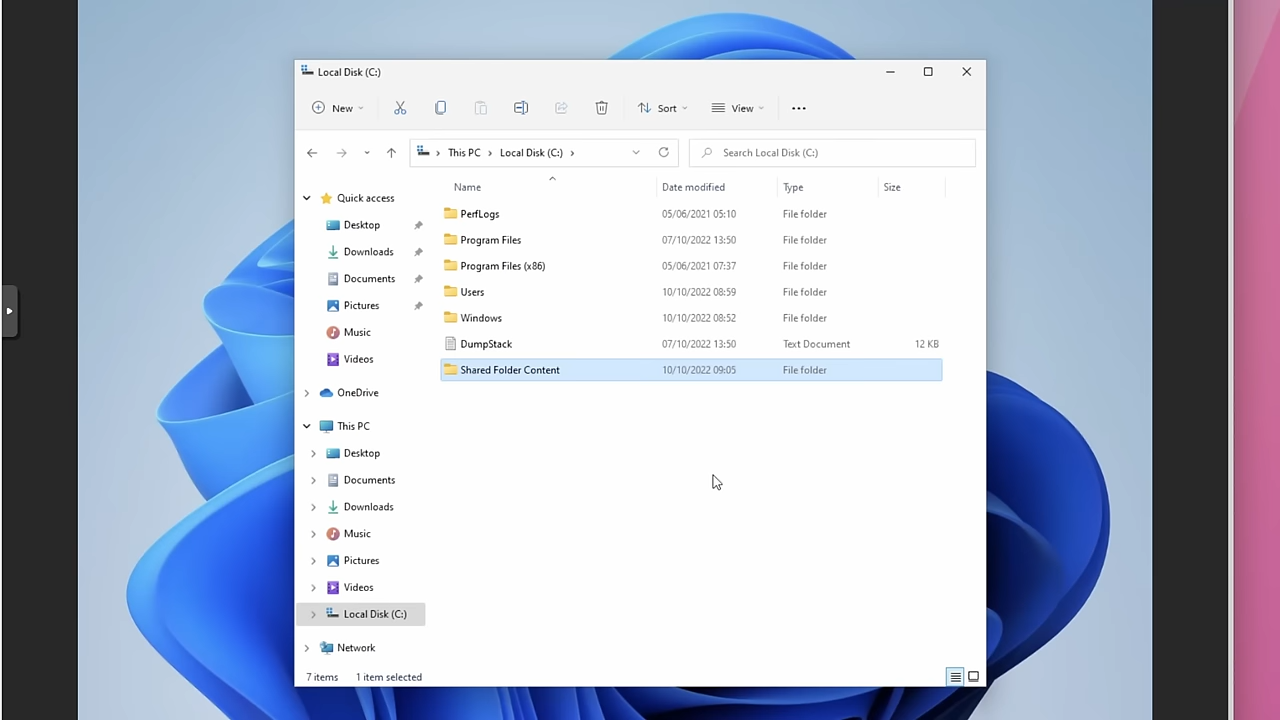 Local Disk (C:)
New
Sort
View
This PC
Local Disk (C:)
Search Local Disk (C:)
Name
Date modified
Type
Size
Quick access
Desktop
Downloads
Documents
Pictures
Music
Videos
OneDrive
This PC
Desktop
Documents
Downloads
Music
Pictures
Videos
Local Disk (C:)
Network
PerfLogs 05/06/2021 05:10 File folder
Program Files 07/10/2022 13:50 File folder
Program Files (x86) 05/06/2021 07:37 File folder
Users 10/10/2022 08:59 File folder
Windows 10/10/2022 08:52 File folder
DumpStack 07/10/2022 13:50 Text Document 12 KB
Shared Folder Content 10/10/2022 09:05 File folder
7 items 1 item selected